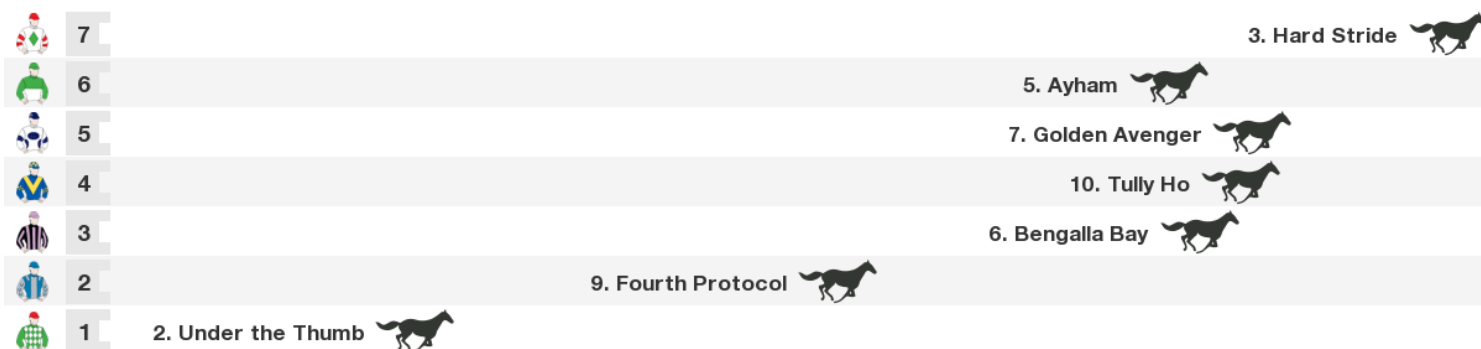 7 3. Hard Stride
6 5. Ayham
5 7. Golden Avenger
4 10. Tully Ho
3 6. Bengalla Bay
2 9. Fourth Protocol
1 2. Under the Thumb